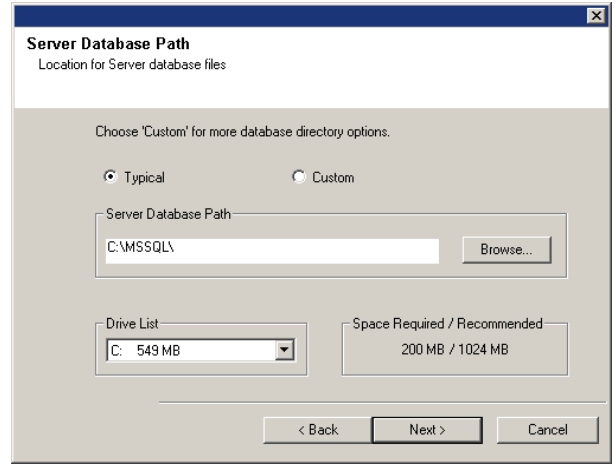 Server Database Path
Location for Server database files
Choose 'Custom' for more database directory options.
Typical
Custom
Server Database Path
C:\MSSQL\
Browse...
Drive List
C: 549 MB
Space Required / Recommended
200 MB / 1024 MB
< Back
Next >
Cancel